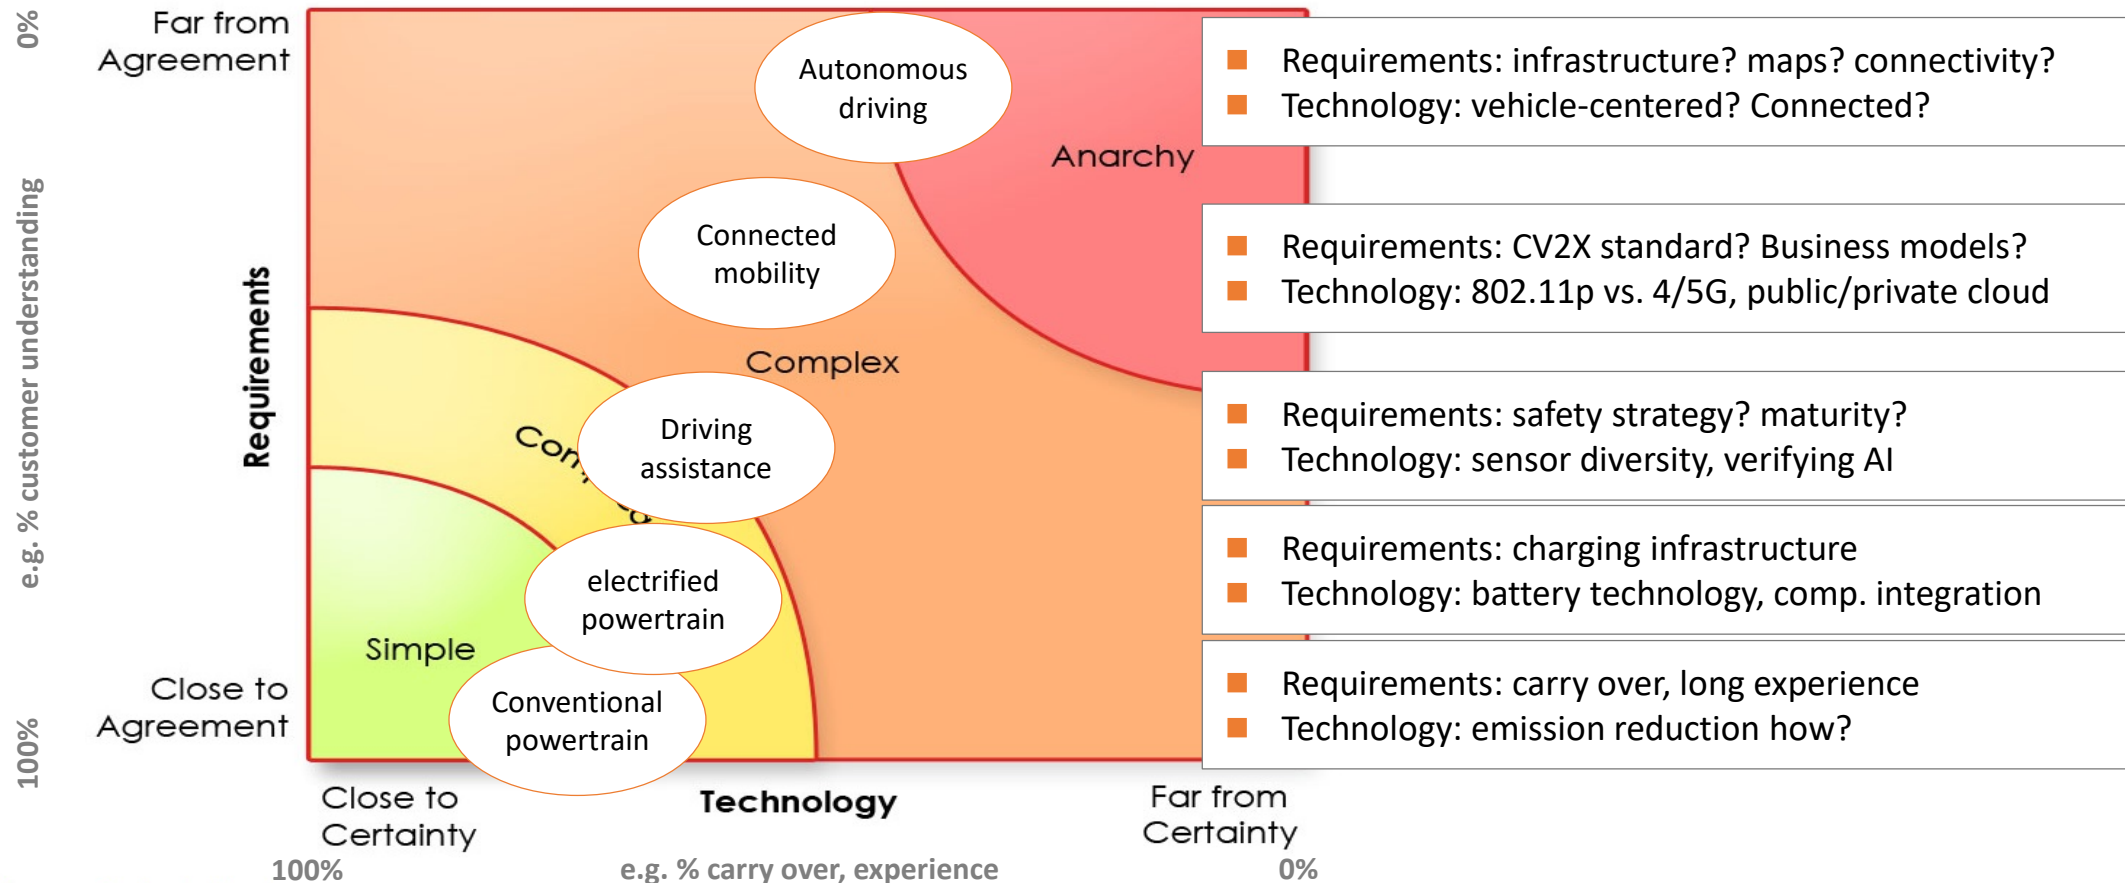 0%
Far from
Agreement
e.g. % customer understanding
Requirements
100%
Close to
Agreement
Autonomous
driving
Anarchy
Connected
mobility
Complex
Driving
assistance
electrified
powertrain
Simple
Conventional
powertrain
Requirements: infrastructure? maps? connectivity?
Technology: vehicle-centered? Connected?
Requirements: CV2X standard? Business models?
Technology: 802.11p vs. 4/5G, public/private cloud
Requirements: safety strategy? maturity?
Technology: sensor diversity, verifying AI
Requirements: charging infrastructure
Technology: battery technology, comp. integration
Requirements: carry over, long experience
Technology: emission reduction how?
Close to
Certainty
Technology
Far from
Certainty
100%
e.g. % carry over, experience
0%